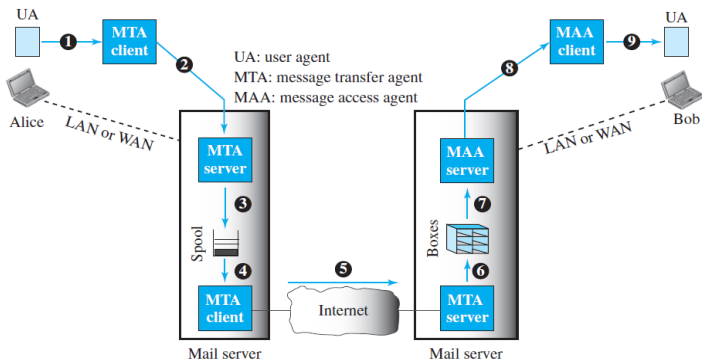 UA
1
MTA
client
2
UA: user agent
MTA: message transfer agent
MAA: message access agent
8
MAA
client
9
UA
Alice
LAN or WAN
Bob
LAN or WAN
MTA
server
3
Spool
4
MTA
client
5
Internet
MAA
server
7
Boxes
6
MTA
server
Mail server
Mail server